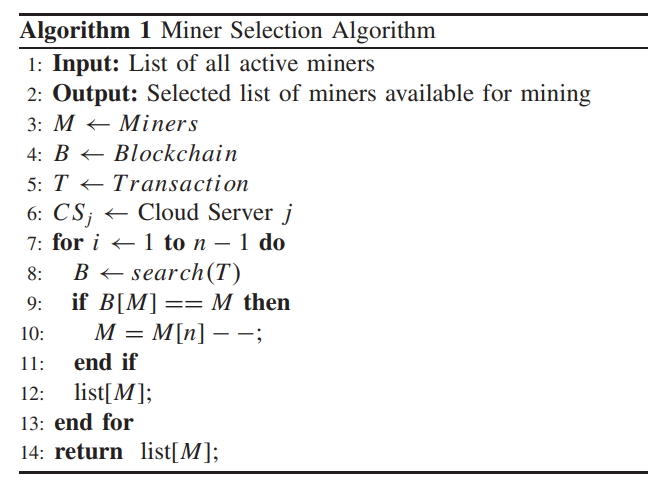 Algorithm 1 Miner Selection Algorithm
1: Input: List of all active miners
2: Output: Selected list of miners available for mining
3: M ← Miners
4: B ← Blockchain
5: T ← Transaction
6: CSj ← Cloud Server j
7: for i ← 1 to n − 1 do
8: B ← search(T)
9: if B[M] == M then
10: M = M[n] − −;
11: end if
12: list[M];
13: end for
14: return list[M];